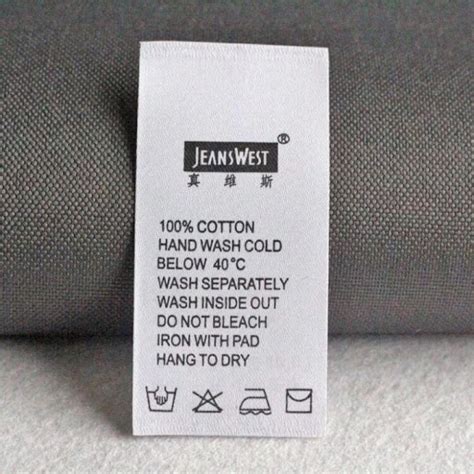 JEANSWEST ®
真 维 斯
100% COTTON
HAND WASH COLD
BELOW 40°C
WASH SEPARATELY
WASH INSIDE OUT
DO NOT BLEACH
IRON WITH PAD
HANG TO DRY